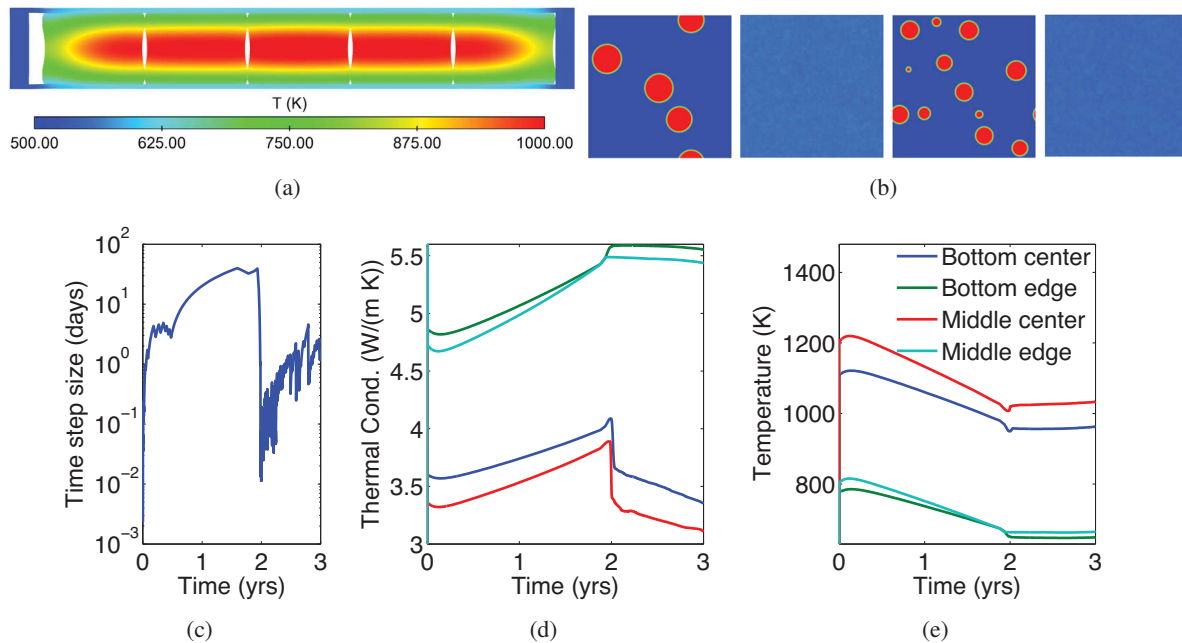 T (K)
500.00 625.00 750.00 875.00 1000.00
(a)
(b)
Time step size (days)
10^2
10^1
10^0
10^-1
10^-2
10^-3
0 1 2 3
Time (yrs)
(c)
Thermal Cond. (W/(m K))
5.5
5
4.5
4
3.5
3
0 1 2 3
Time (yrs)
(d)
Temperature (K)
1400
1200
1000
800
0 1 2 3
Time (yrs)
Bottom center
Bottom edge
Middle center
Middle edge
(e)